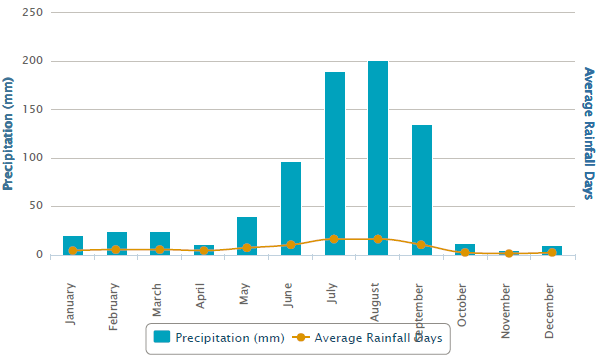 250
200
150
100
50
0
Precipitation (mm)
Average Rainfall Days
January
February
March
April
May
June
July
August
September
October
November
December
Precipitation (mm)
Average Rainfall Days